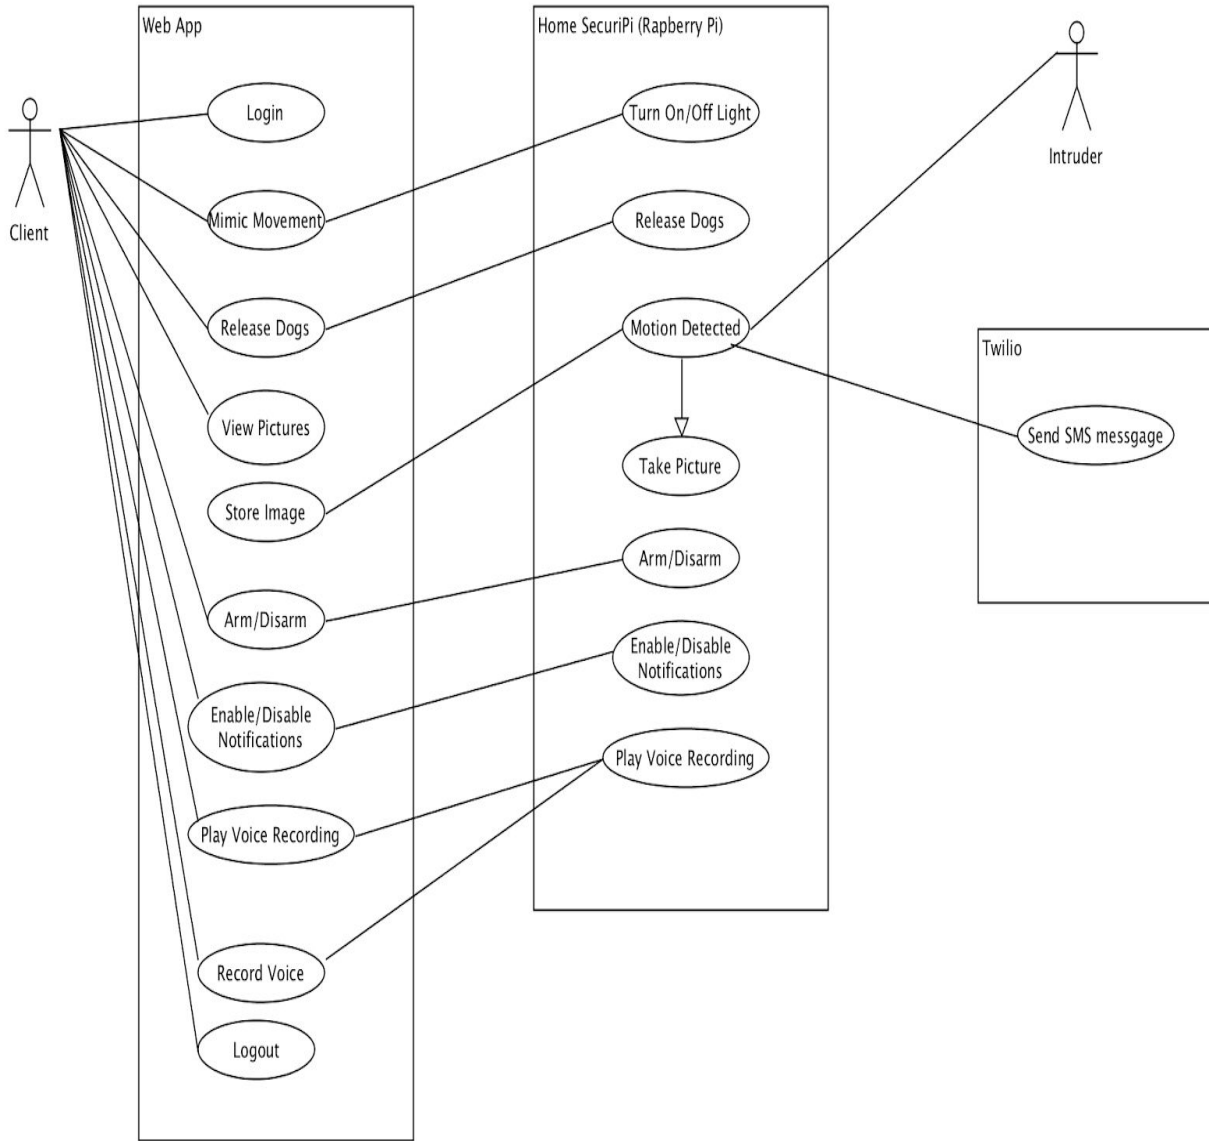 Web App
Login
Mimic Movement
Release Dogs
View Pictures
Store Image
Arm/Disarm
Enable/Disable
Notifications
Play Voice Recording
Record Voice
Logout
Client
Home SecuriPi (Rapberry Pi)
Turn On/Off Light
Release Dogs
Motion Detected
Take Picture
Arm/Disarm
Enable/Disable
Notifications
Play Voice Recording
Intruder
Twilio
Send SMS messgage